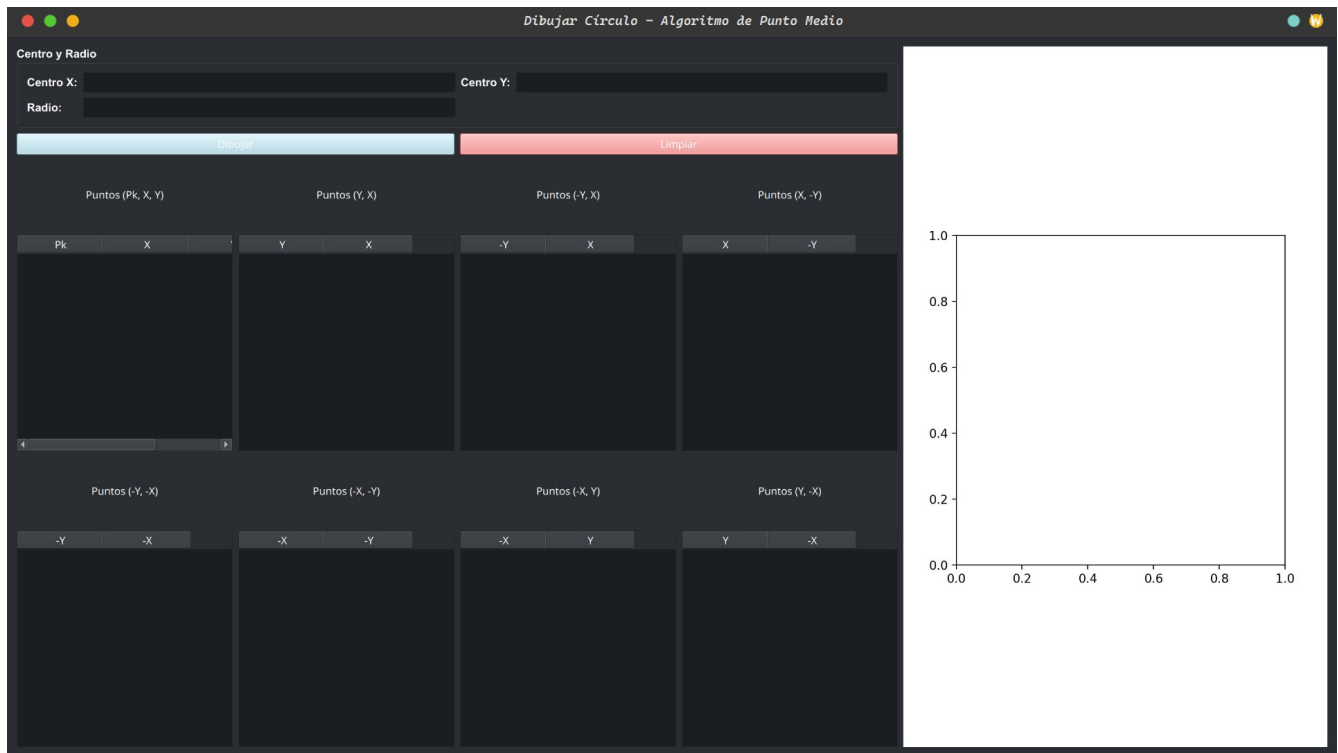 Dibujar Círculo - Algoritmo de Punto Medio
Centro y Radio
Centro X:
Centro Y:
Radio:
Dibujar
Limpiar
Puntos (Pk, X, Y)
Puntos (Y, X)
Puntos (-Y, X)
Puntos (X, -Y)
Pk X
Y X
-Y X
X -Y
Puntos (-Y, -X)
Puntos (-X, -Y)
Puntos (-X, Y)
Puntos (Y, -X)
-Y -X
-X -Y
-X Y
Y -X
1.0
0.8
0.6
0.4
0.2
0.0
0.0 0.2 0.4 0.6 0.8 1.0